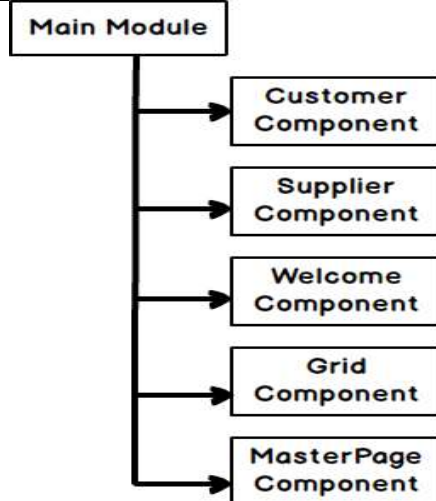 Main Module
Customer
Component
Supplier
Component
Welcome
Component
Grid
Component
MasterPage
Component